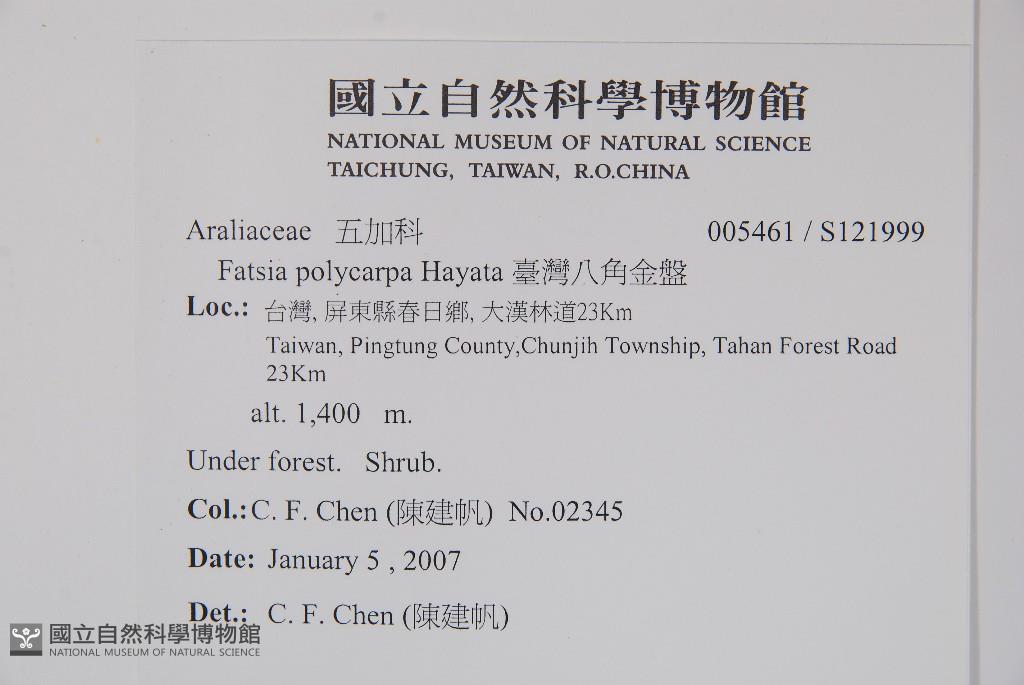 國立自然科學博物館
NATIONAL MUSEUM OF NATURAL SCIENCE
TAICHUNG, TAIWAN, R.O.CHINA
Araliaceae 五加科 005461 / S121999
Fatsia polycarpa Hayata 臺灣八角金盤
Loc.: 台灣, 屏東縣春日鄉, 大漢林道23Km
Taiwan, Pingtung County,Chunjih Township, Tahan Forest Road
23Km
alt. 1,400 m.
Under forest. Shrub.
Col.: C. F. Chen (陳建帆) No.02345
Date: January 5 , 2007
Det.: C. F. Chen (陳建帆)
國立自然科學博物館
NATIONAL MUSEUM OF NATURAL SCIENCE